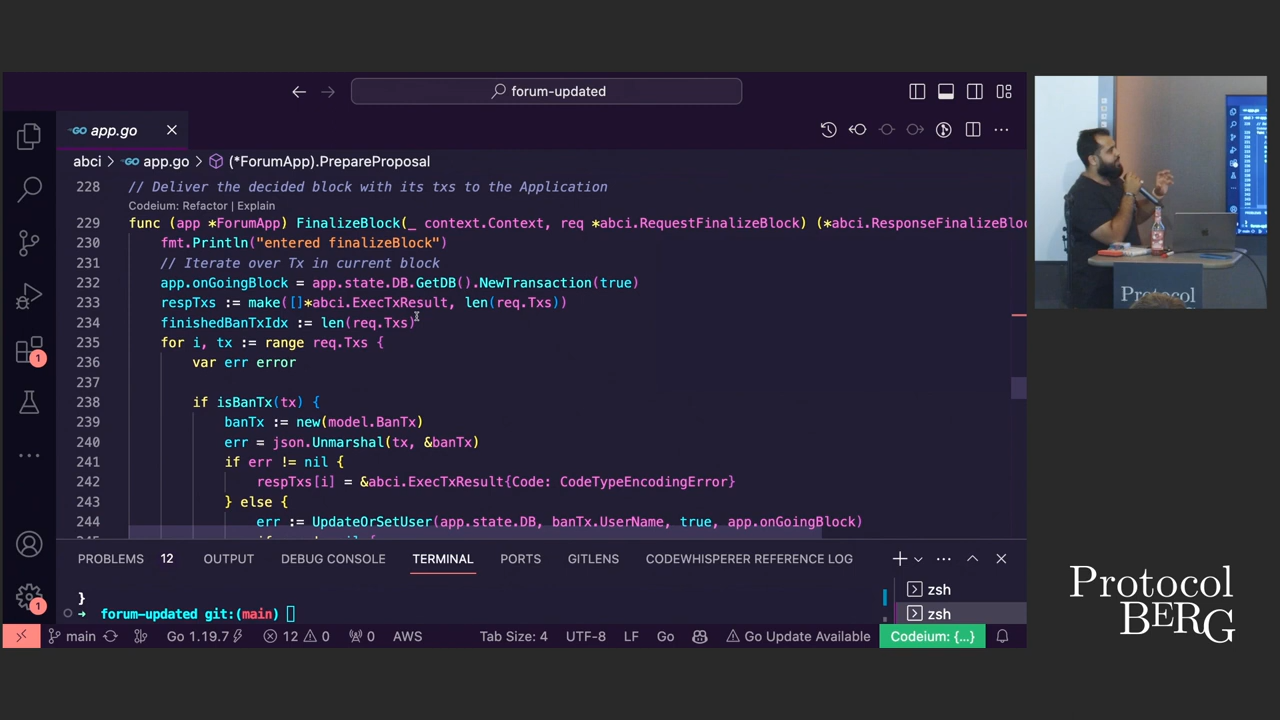 forum-updated
app.go
abci > app.go > (*ForumApp).PrepareProposal
228 // Deliver the decided block with its txs to the Application
Codeium: Refactor | Explain
229 func (app *ForumApp) FinalizeBlock(_ context.Context, req *abci.RequestFinalizeBlock) (*abci.ResponseFinalizeBlo
230 fmt.Println("entered finalizeBlock")
231 // Iterate over Tx in current block
232 app.onGoingBlock = app.state.DB.GetDB().NewTransaction(true)
233 respTxs := make([]*abci.ExecTxResult, len(req.Txs))
234 finishedBanTxIdx := len(req.Txs)
235 for i, tx := range req.Txs {
236 var err error
237
238 if isBanTx(tx) {
239 banTx := new(model.BanTx)
240 err = json.Unmarshal(tx, &banTx)
241 if err != nil {
242 respTxs[i] = &abci.ExecTxResult{Code: CodeTypeEncodingError}
243 } else {
244 err := UpdateOrSetUser(app.state.DB, banTx.UserName, true, app.onGoingBlock)
1
PROBLEMS 12 OUTPUT DEBUG CONSOLE TERMINAL PORTS GITLENS CODEWHISPERER REFERENCE LOG
}
forum-updated git:(main)
zsh
zsh
1
main Go 1.19.7 12 0 0 AWS Tab Size: 4 UTF-8 LF Go Go Update Available Codeium: {...}
Protocol
Protocol
BERG